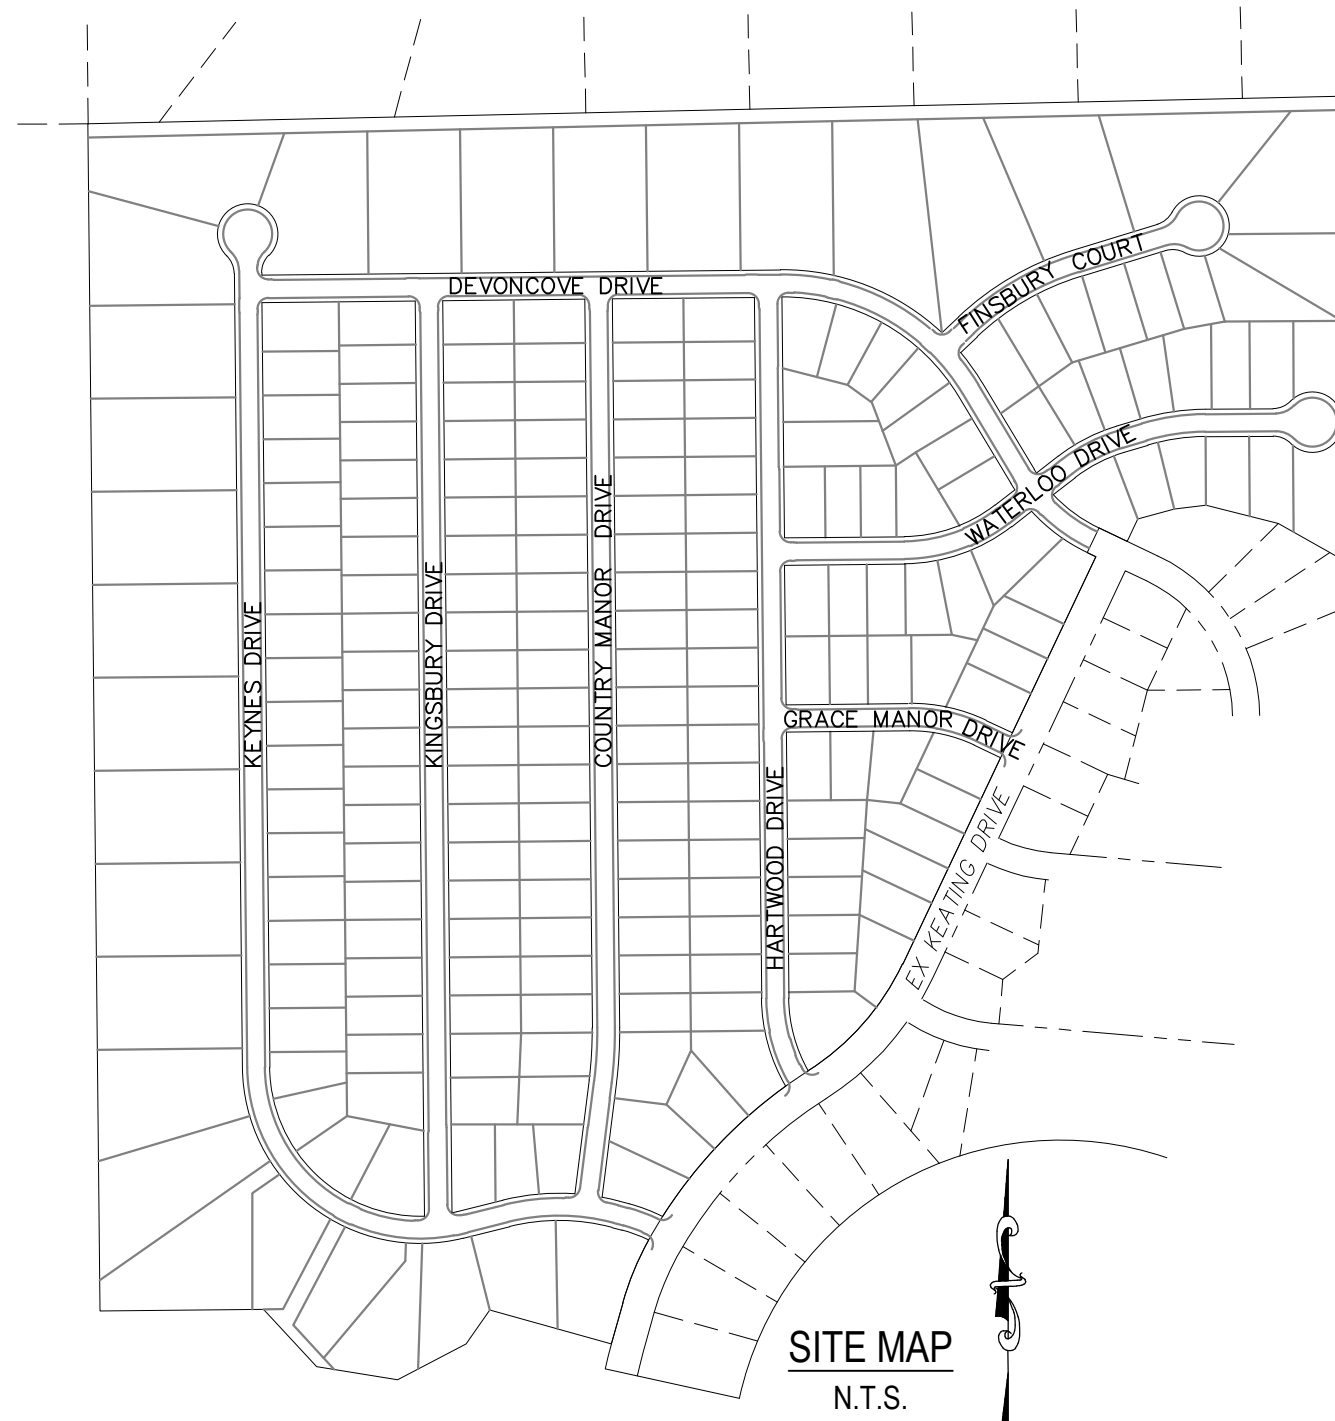 FINSBURY COURT
DEVONCOVE DRIVE
WATERLOO DRIVE
KEYNES DRIVE
KINGSBURY DRIVE
COUNTRY MANOR DRIVE
GRACE MANOR DRIVE
HARTWOOD DRIVE
EX KEATING DRIVE
SITE MAP
N.T.S.